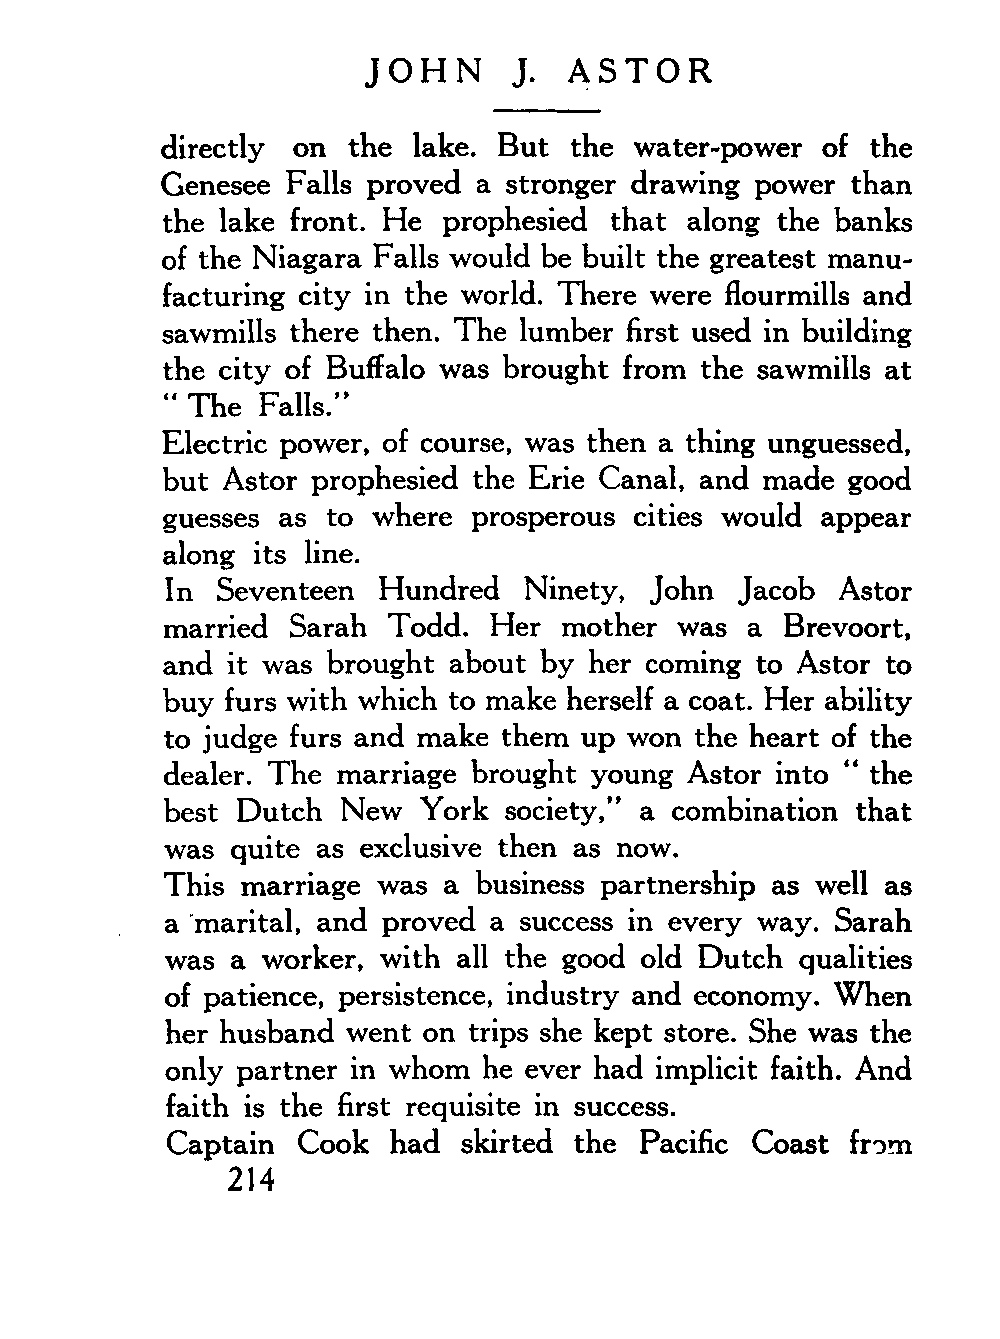 JOHN J. ASTOR
directly on the lake. But the water-power of the
Genesee Falls proved a stronger drawing power than
the lake front. He prophesied that along the banks
of the Niagara Falls would be built the greatest manu-
facturing city in the world. There were flourmills and
sawmills there then. The lumber first used in building
the city of Buffalo was brought from the sawmills at
" The Falls."
Electric power, of course, was then a thing unguessed,
but Astor prophesied the Erie Canal, and made good
guesses as to where prosperous cities would appear
along its line.
In Seventeen Hundred Ninety, John Jacob Astor
married Sarah Todd. Her mother was a Brevoort,
and it was brought about by her coming to Astor to
buy furs with which to make herself a coat. Her ability
to judge furs and make them up won the heart of the
dealer. The marriage brought young Astor into " the
best Dutch New York society," a combination that
was quite as exclusive then as now.
This marriage was a business partnership as well as
a marital, and proved a success in every way. Sarah
was a worker, with all the good old Dutch qualities
of patience, persistence, industry and economy. When
her husband went on trips she kept store. She was the
only partner in whom he ever had implicit faith. And
faith is the first requisite in success.
Captain Cook had skirted the Pacific Coast from
214